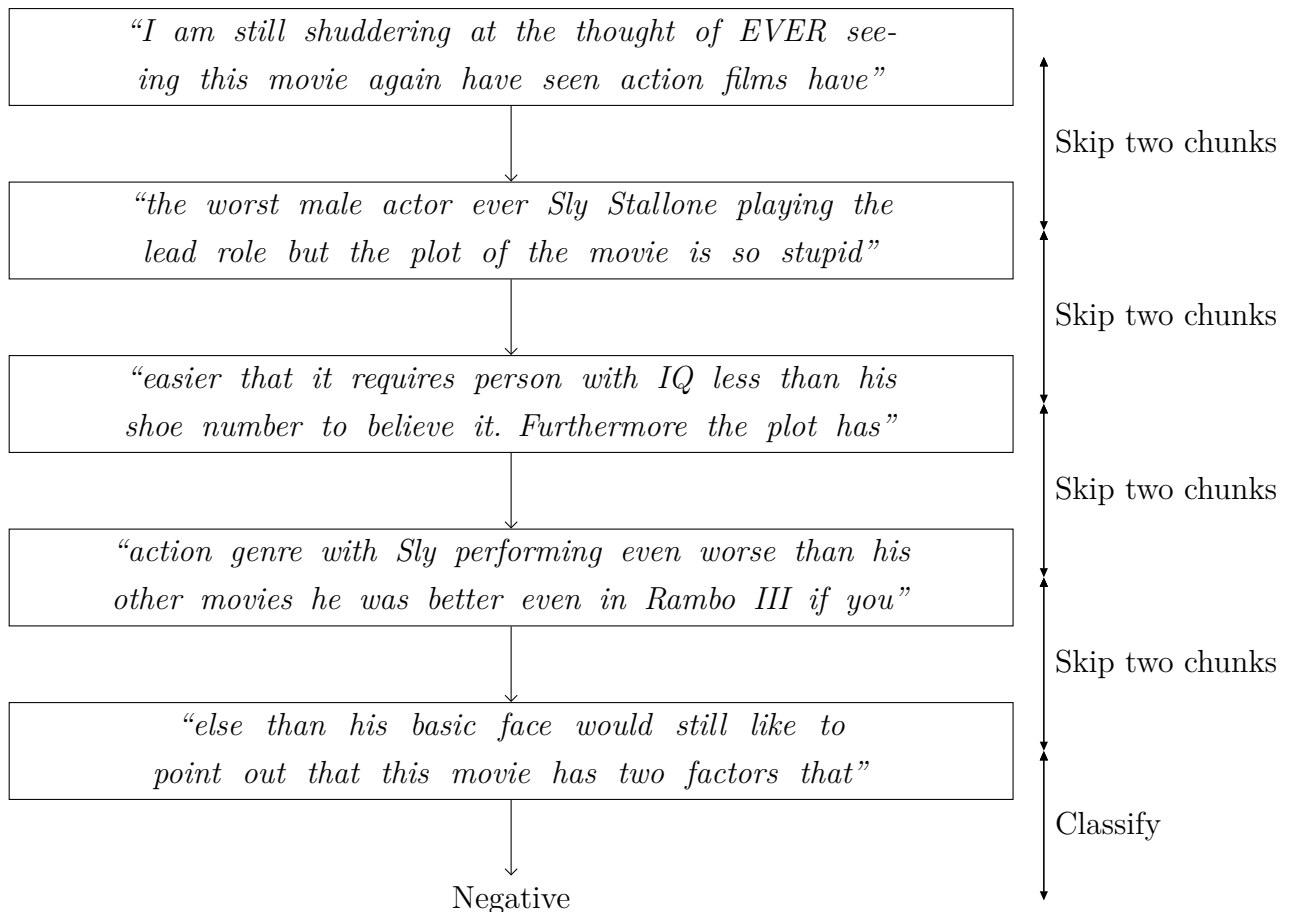 “I am still shuddering at the thought of EVER see-
ing this movie again have seen action films have”
Skip two chunks
“the worst male actor ever Sly Stallone playing the
lead role but the plot of the movie is so stupid”
Skip two chunks
“easier that it requires person with IQ less than his
shoe number to believe it. Furthermore the plot has”
Skip two chunks
“action genre with Sly performing even worse than his
other movies he was better even in Rambo III if you”
Skip two chunks
“else than his basic face would still like to
point out that this movie has two factors that”
Classify
Negative